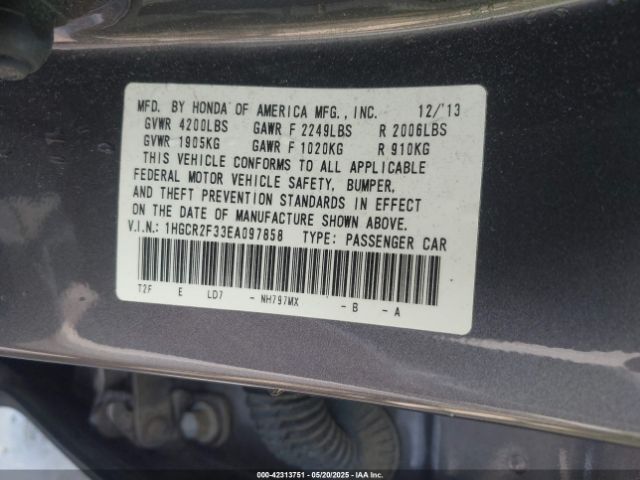 MFD. BY HONDA OF AMERICA MFG., INC. 12/'13
GVWR 4200LBS GAWR F 2249LBS R 2006LBS
GVWR 1905KG GAWR F 1020KG R 910KG
THIS VEHICLE CONFORMS TO ALL APPLICABLE
FEDERAL MOTOR VEHICLE SAFETY, BUMPER,
AND THEFT PREVENTION STANDARDS IN EFFECT
ON THE DATE OF MANUFACTURE SHOWN ABOVE.
V.I.N.: 1HGCR2F33EA097858 TYPE: PASSENGER CAR
T2F E LD7 - NH797MX - B - A
00-42313751 — 05/20/2025 — IAA Inc.